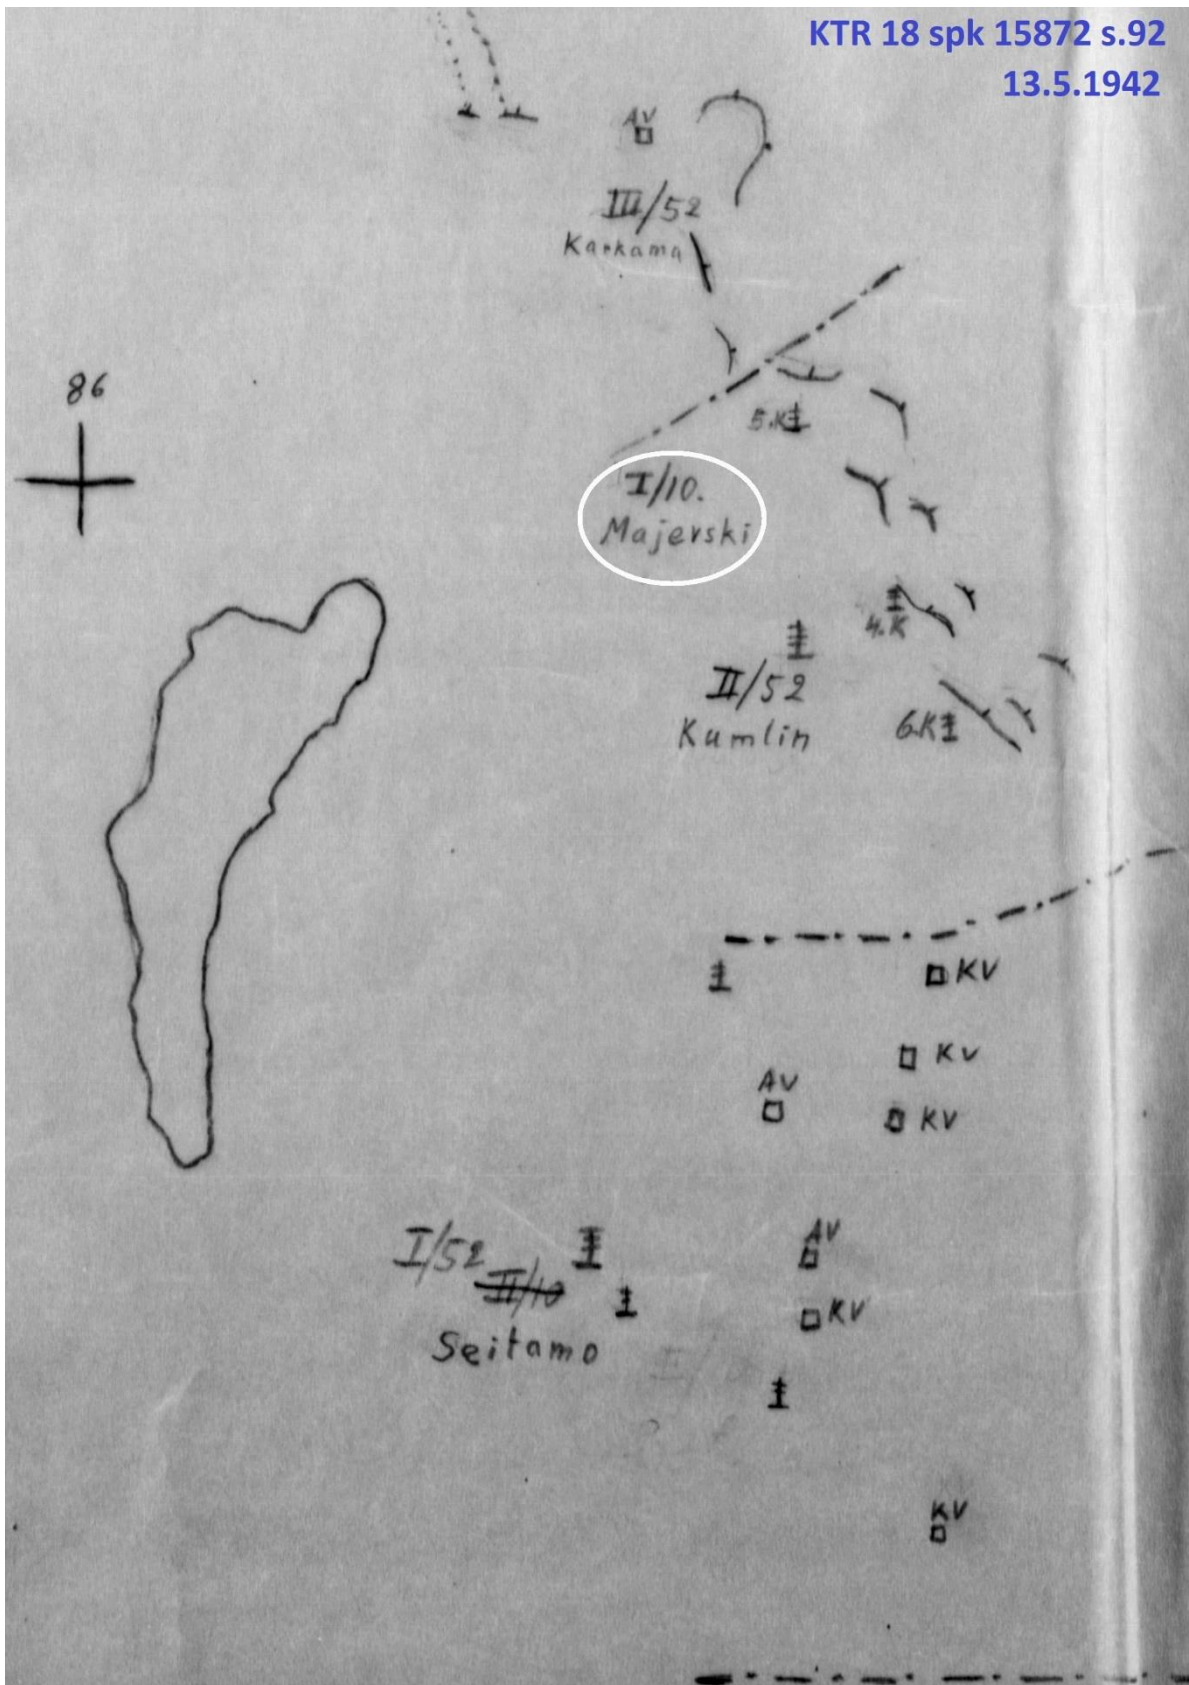 KTR 18 spk 15872 s.92
13.5.1942
AV
III/52
Karkama
86
5.K
I/10.
Majevski
4.K
II/52
Kumlin
6.K
KV
KV
AV
KV
I/52
II/10
Seitamo
AV
KV
KV